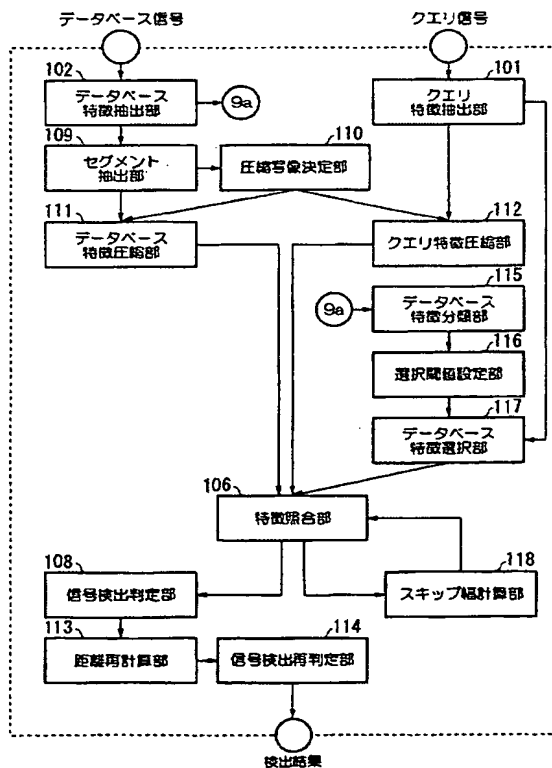 データベース信号
クエリ信号
102
データベース
特徴抽出部
9a
101
クエリ
特徴抽出部
109
セグメント
抽出部
110
圧縮写像決定部
111
データベース
特徴圧縮部
112
クエリ特徴圧縮部
9a
115
データベース
特徴分類部
116
選択閾値設定部
117
データベース
特徴選択部
106
特徴照合部
108
信号検出判定部
118
スキップ幅計算部
113
距離再計算部
114
信号検出再判定部
検出結果